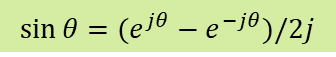 sin θ = (e^{jθ} − e^{−jθ})/2j